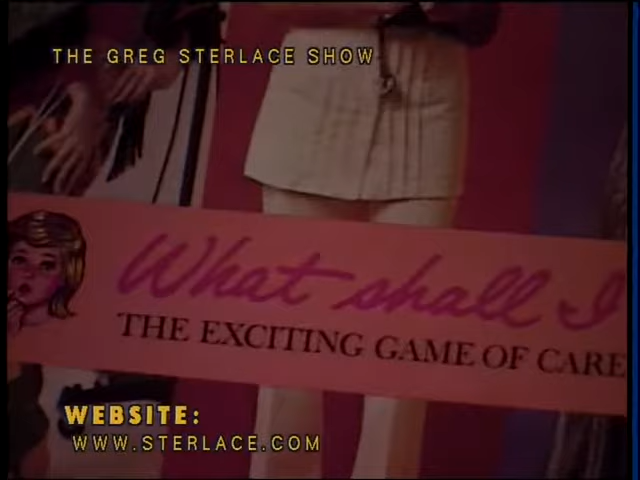 THE GREG STERLACE SHOW
What shall I
THE EXCITING GAME OF CARE
WEBSITE:
WWW.STERLACE.COM